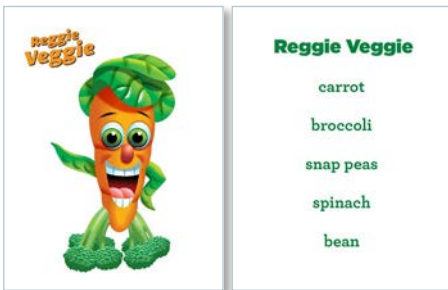 Reggie
Veggie
Reggie Veggie
carrot
broccoli
snap peas
spinach
bean